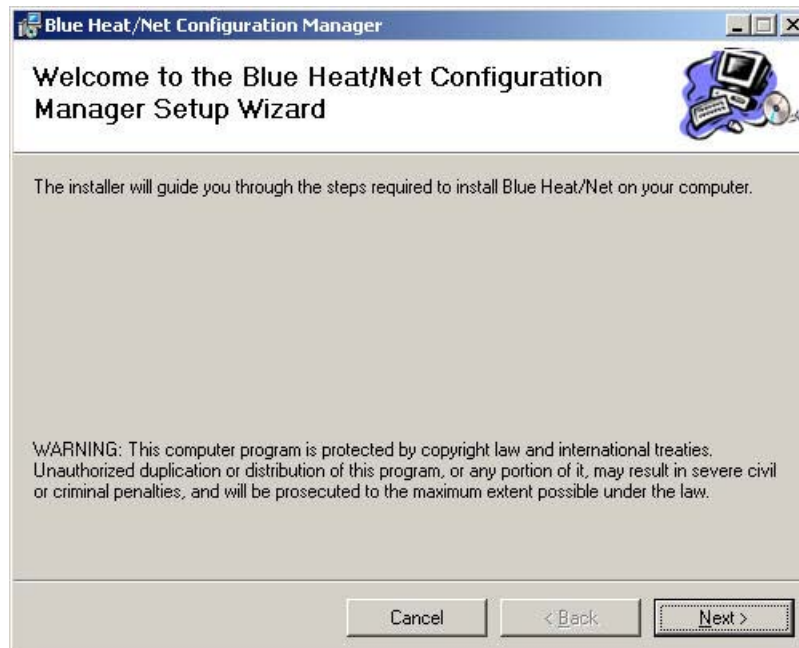 Blue Heat/Net Configuration Manager
Welcome to the Blue Heat/Net Configuration
Manager Setup Wizard
The installer will guide you through the steps required to install Blue Heat/Net on your computer.
WARNING: This computer program is protected by copyright law and international treaties.
Unauthorized duplication or distribution of this program, or any portion of it, may result in severe civil
or criminal penalties, and will be prosecuted to the maximum extent possible under the law.
Cancel < Back Next >